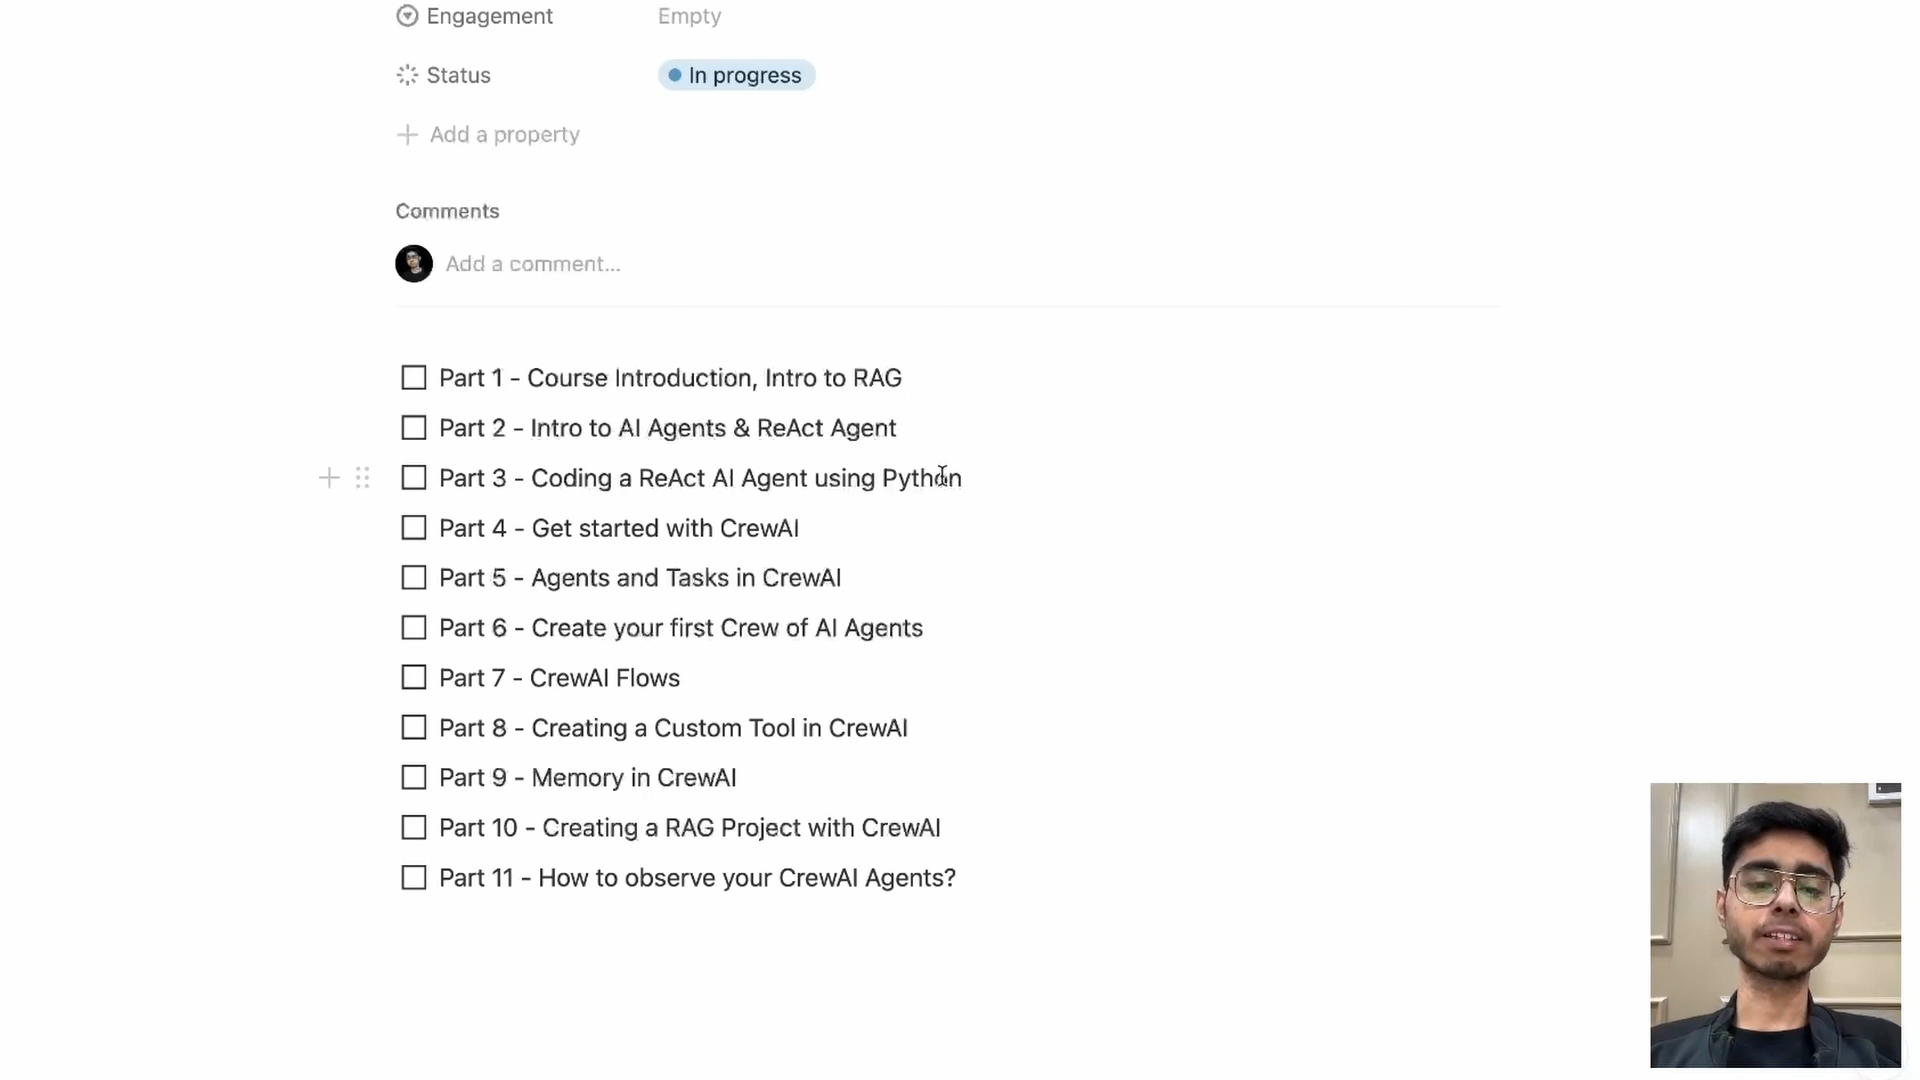 Engagement Empty
Status In progress
Add a property
Comments
Add a comment...
Part 1 - Course Introduction, Intro to RAG
Part 2 - Intro to AI Agents & ReAct Agent
Part 3 - Coding a ReAct AI Agent using Python
Part 4 - Get started with CrewAI
Part 5 - Agents and Tasks in CrewAI
Part 6 - Create your first Crew of AI Agents
Part 7 - CrewAI Flows
Part 8 - Creating a Custom Tool in CrewAI
Part 9 - Memory in CrewAI
Part 10 - Creating a RAG Project with CrewAI
Part 11 - How to observe your CrewAI Agents?